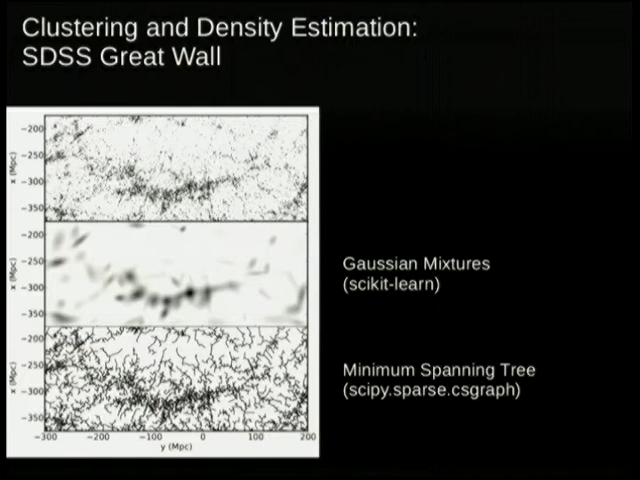 Clustering and Density Estimation:
SDSS Great Wall
−200
−250
−300
−350
x (Mpc)
−200
−250
−300
−350
x (Mpc)
Gaussian Mixtures
(scikit-learn)
−200
−250
−300
−350
x (Mpc)
Minimum Spanning Tree
(scipy.sparse.csgraph)
−300 −200 −100 0 100 200
y (Mpc)